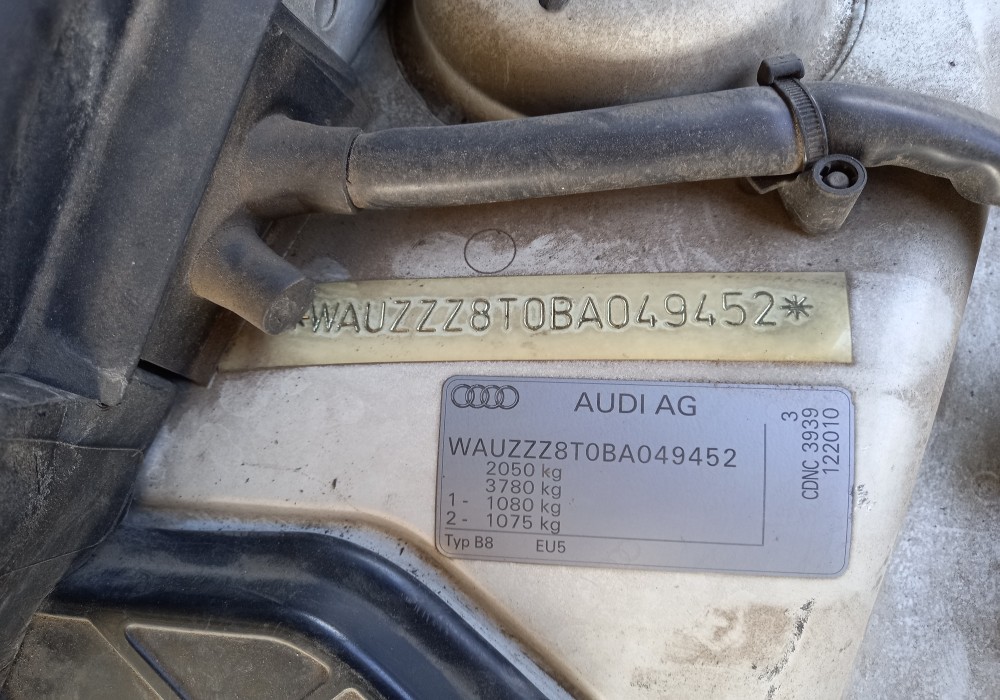 *WAUZZZ8T0BA049452*
AUDI AG
WAUZZZ8T0BA049452
2050 kg
3780 kg
1 - 1080 kg
2 - 1075 kg
Typ B8 EU5
3
CDNC 3939
122010